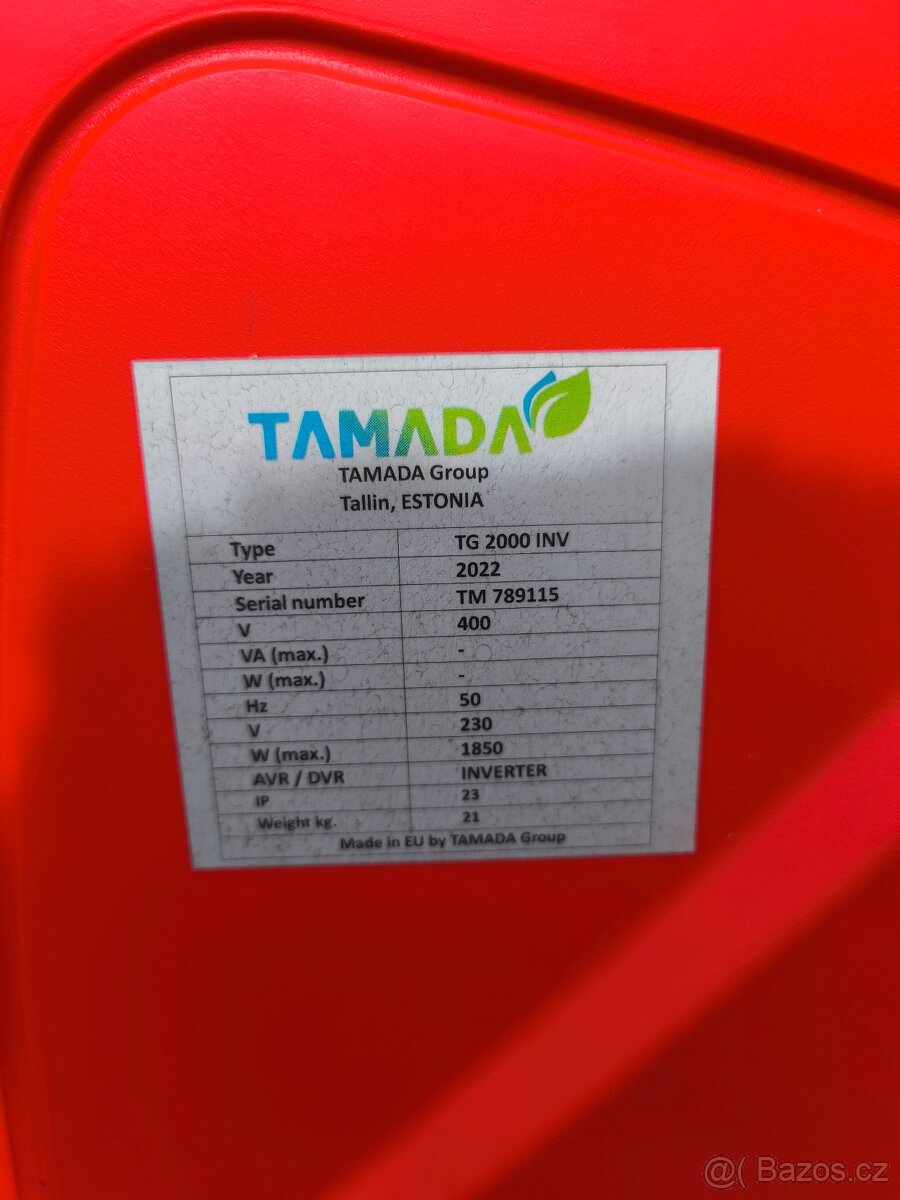 TAMADA
TAMADA Group
Tallin, ESTONIA
Type TG 2000 INV
Year 2022
Serial number TM 789115
V 400
VA (max.) -
W (max.) -
Hz 50
V 230
W (max.) 1850
AVR / DVR INVERTER
IP 23
Weight kg. 21
Made in EU by TAMADA Group
@( Bazos.cz